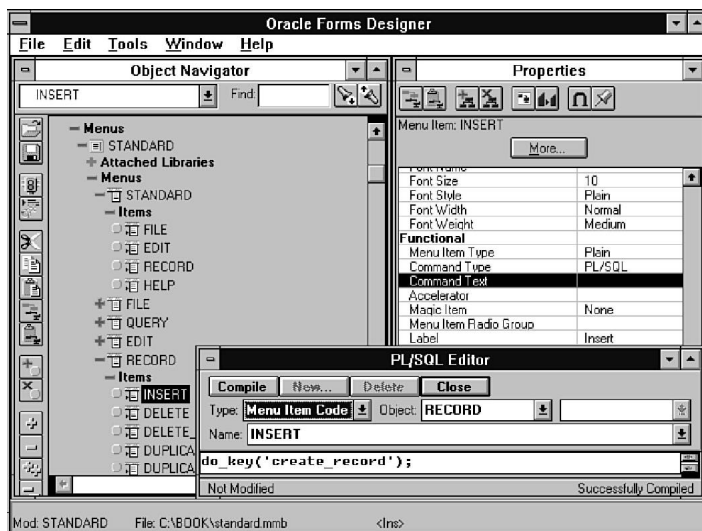 Oracle Forms Designer
File Edit Tools Window Help
Object Navigator
INSERT Find:
Menus
STANDARD
Attached Libraries
Menus
STANDARD
Items
FILE
EDIT
RECORD
HELP
FILE
QUERY
EDIT
RECORD
Items
INSERT
DELETE
DELETE_
DUPLICA
DUPLICA
Properties
Menu Item: INSERT
More...
Font Name
Font Size 10
Font Style Plain
Font Width Normal
Font Weight Medium
Functional
Menu Item Type Plain
Command Type PL/SQL
Command Text
Accelerator
Magic Item None
Menu Item Radio Group
Label Insert
PL/SQL Editor
Compile New... Delete Close
Type: Menu Item Code Object: RECORD
Name: INSERT
do_key('create_record');
Not Modified Successfully Compiled
Mod: STANDARD File: C:\BOOK\standard.mmb <Ins>